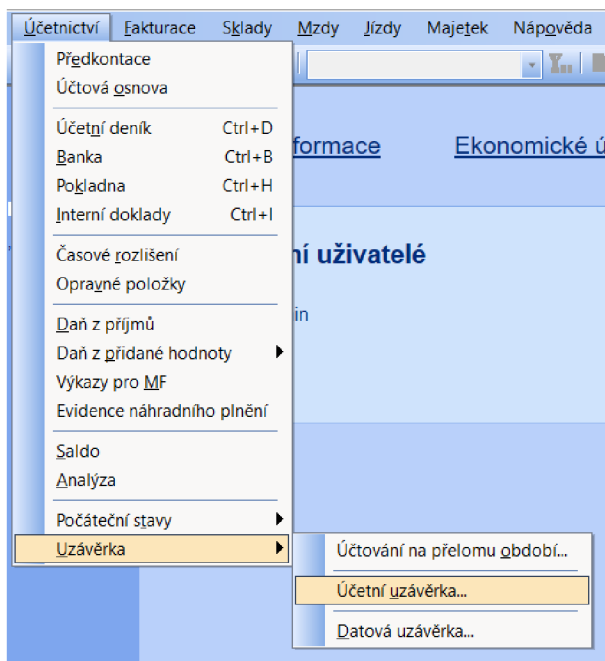 Účetnictví Fakturace Sklady Mzdy Jízdy Majetek Nápověda
Předkontace
Účtová osnova
Účetní deník Ctrl+D
Banka Ctrl+B
Pokladna Ctrl+H
Interní doklady Ctrl+I
Časové rozlišení
Opravné položky
Daň z příjmů
Daň z přidané hodnoty
Výkazy pro MF
Evidence náhradního plnění
Saldo
Analýza
Počáteční stavy
Uzávěrka
Účtování na přelomu období...
Účetní uzávěrka...
Datová uzávěrka...
formace Ekonomické ú
ní uživatelé
in